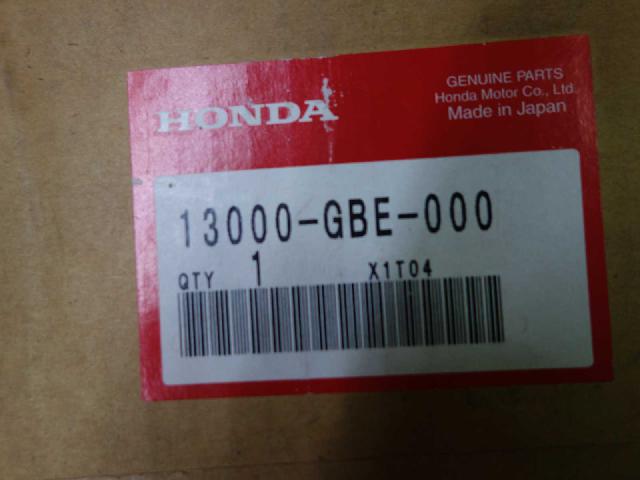 HONDA
GENUINE PARTS
Honda Motor Co., Ltd.
Made in Japan
13000-GBE-000
QTY 1 X1T04